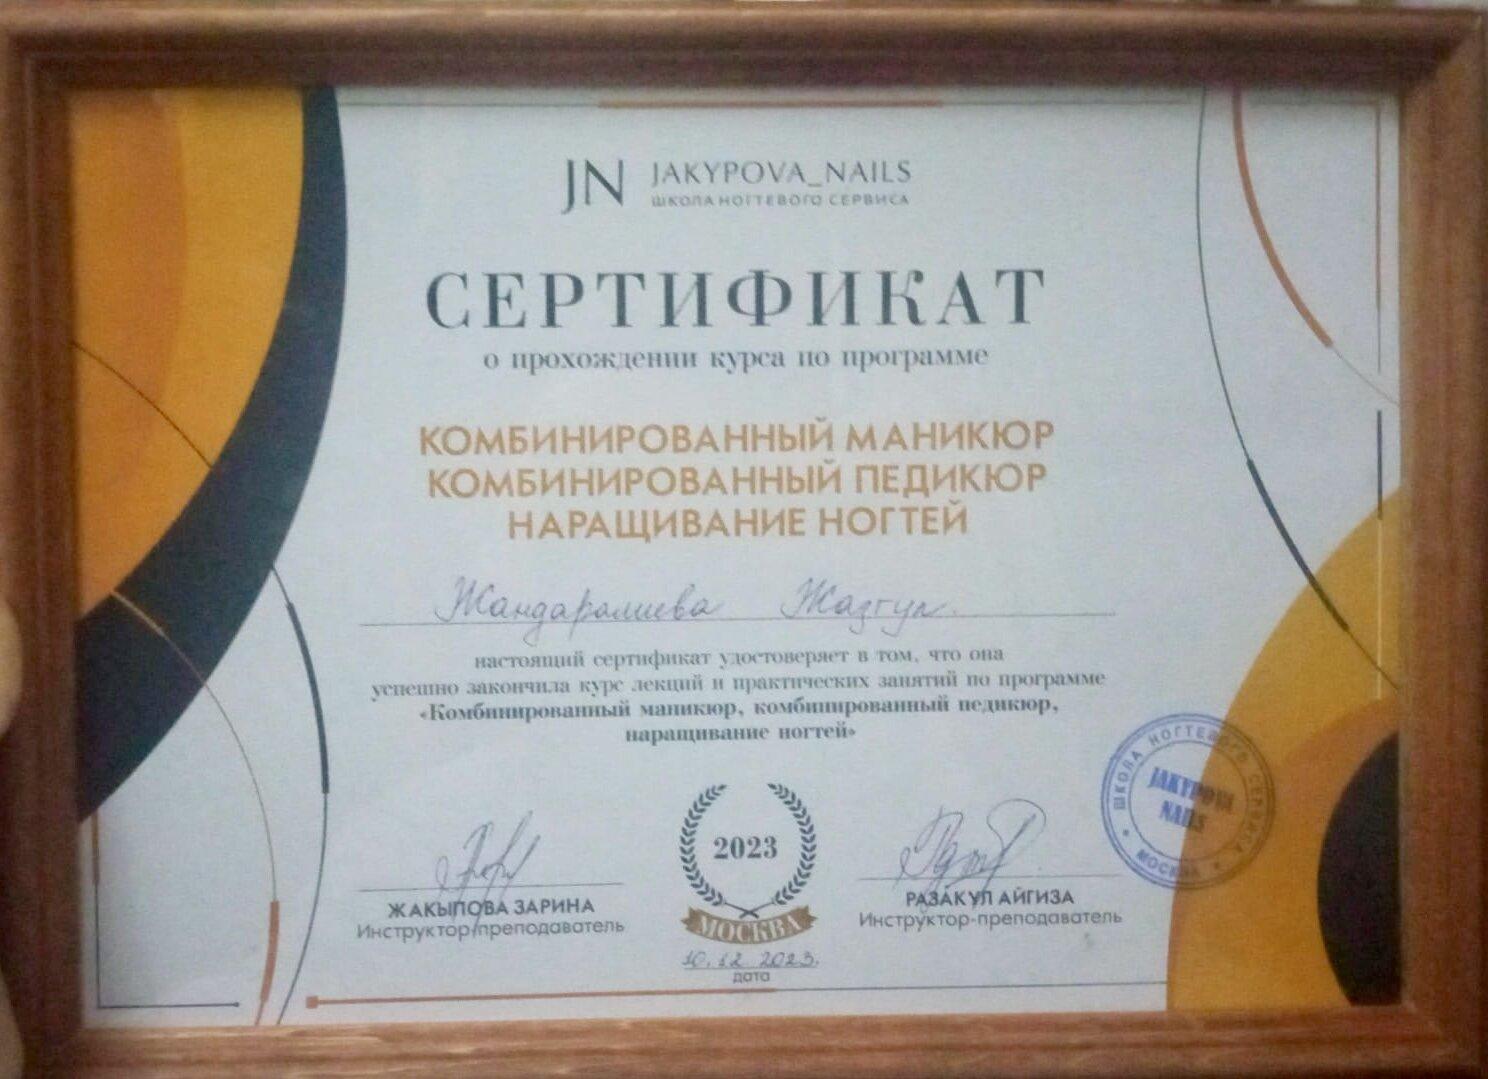 JN JAKYPOVA_NAILS
ШКОЛА НОГТЕВОГО СЕРВИСА
СЕРТИФИКАТ
о прохождении курса по программе
КОМБИНИРОВАННЫЙ МАНИКЮР
КОМБИНИРОВАННЫЙ ПЕДИКЮР
НАРАЩИВАНИЕ НОГТЕЙ
Жандаралиева Жазгул.
настоящий сертификат удостоверяет в том, что она
успешно закончила курс лекций и практических занятий по программе
«Комбинированный маникюр, комбинированный педикюр,
наращивание ногтей»
ШКОЛА НОГТЕВОГО СЕРВИСА
JAKYPOVA
NAILS
МОСКВА
2023
ЖАКЫПОВА ЗАРИНА
Инструктор-преподаватель
РАЗАКУЛ АЙГИЗА
Инструктор-преподаватель
МОСКВА
10.12.2023.
дата